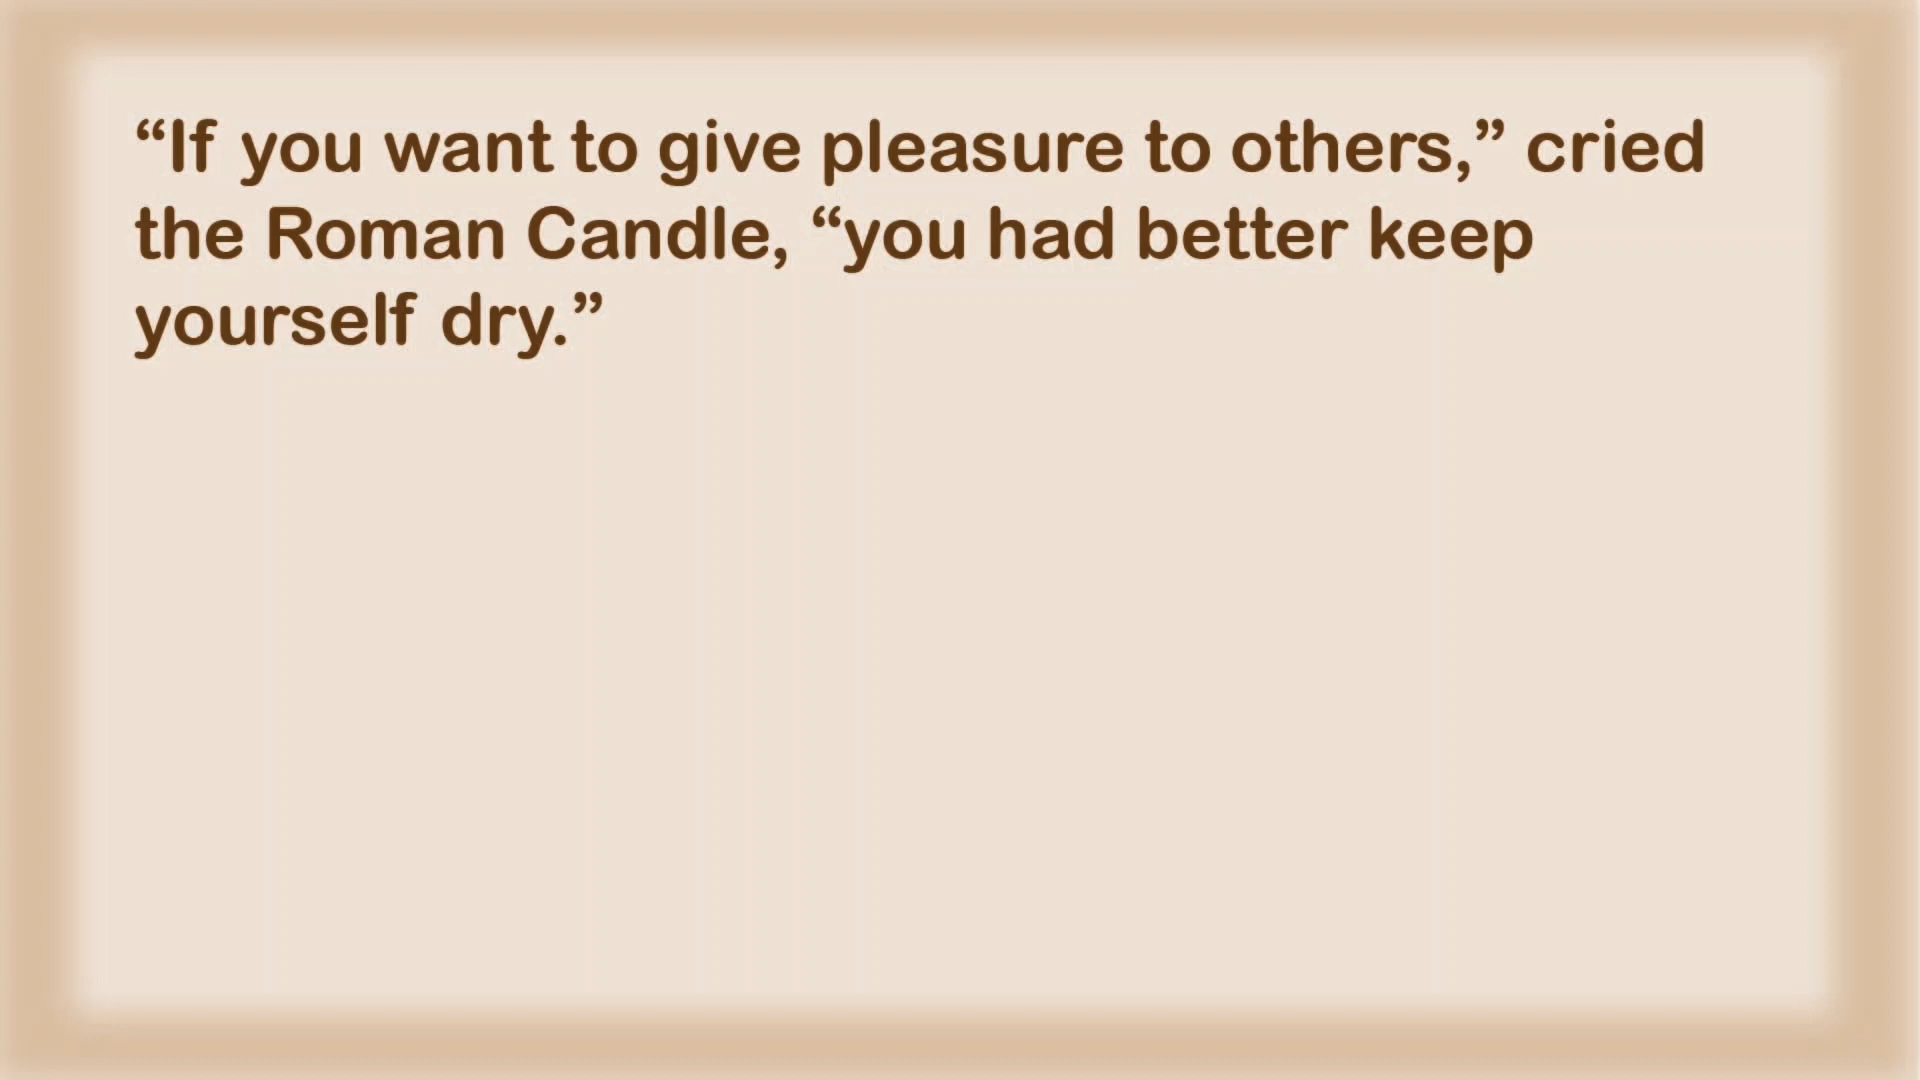 “If you want to give pleasure to others,” cried
the Roman Candle, “you had better keep
yourself dry.”